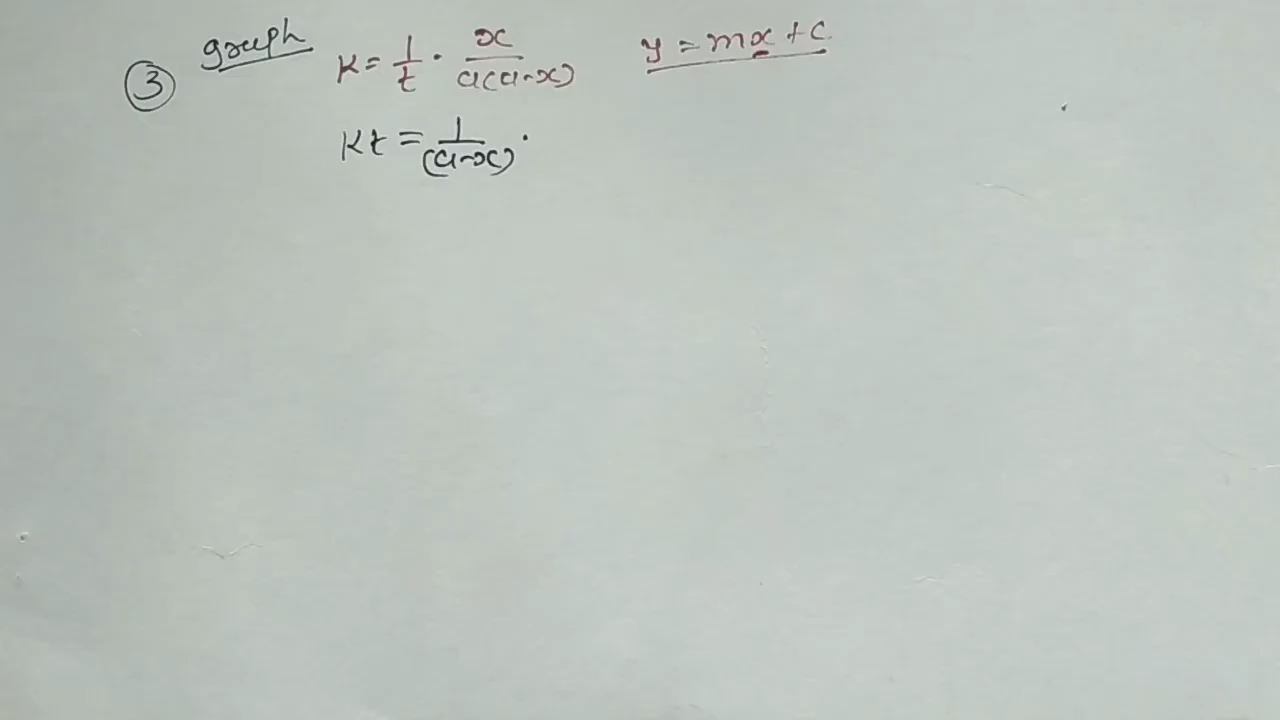 ③ graph K = 1/t · x/a(a-x) y = mx + c
Kt = 1/(a-x) ·